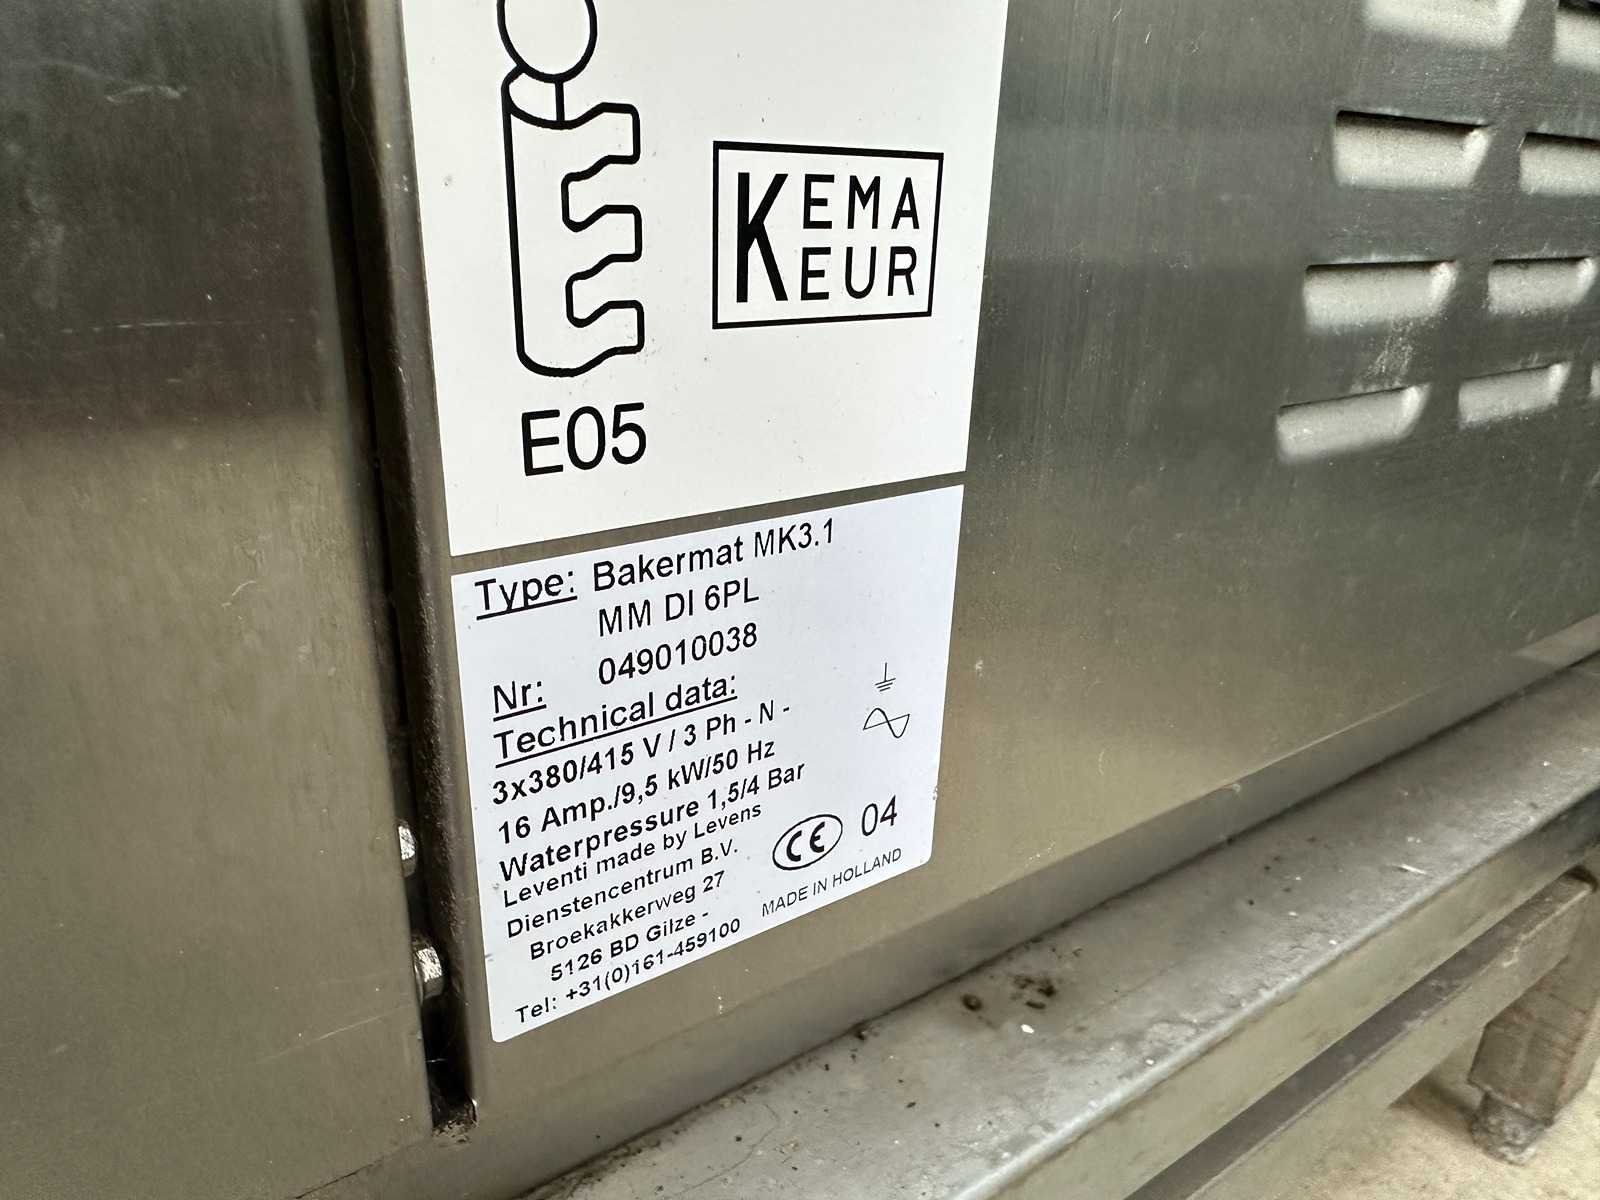 KEMA
KEUR
E05
Type: Bakermat MK3.1
MM DI 6PL
Nr: 049010038
Technical data:
3x380/415 V / 3 Ph - N -
16 Amp./9,5 kW/50 Hz
Waterpressure 1,5/4 Bar
Leventi made by Levens
Dienstencentrum B.V.
Broekakkerweg 27
5126 BD Gilze -
Tel: +31(0)161-459100
CE 04
MADE IN HOLLAND